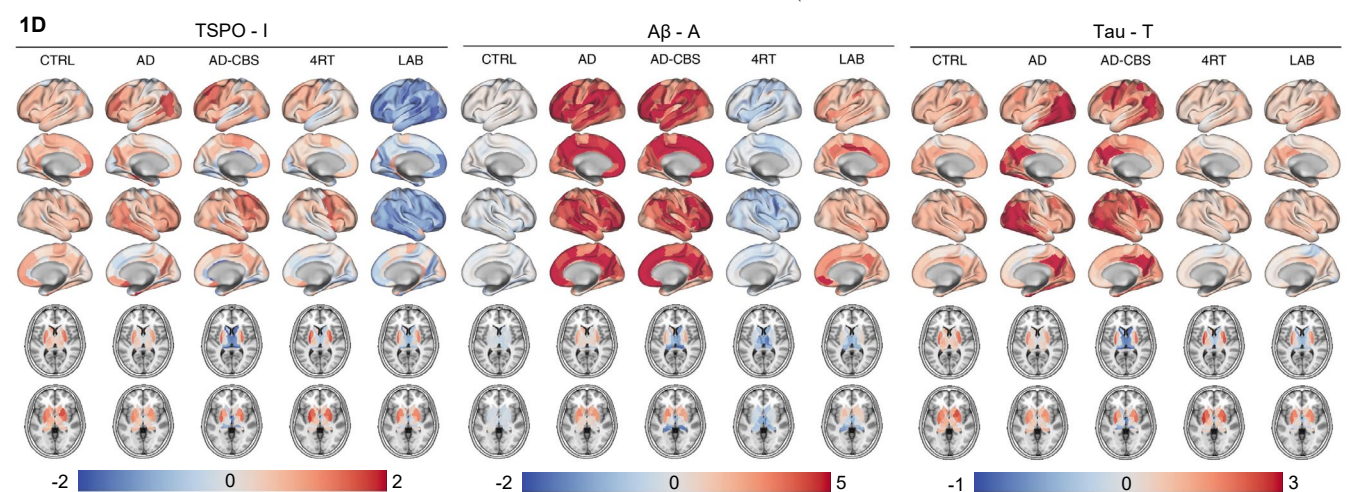 1D
TSPO - I
Aβ - A
Tau - T
CTRL AD AD-CBS 4RT LAB
CTRL AD AD-CBS 4RT LAB
CTRL AD AD-CBS 4RT LAB
-2 0 2
-2 0 5
-1 0 3